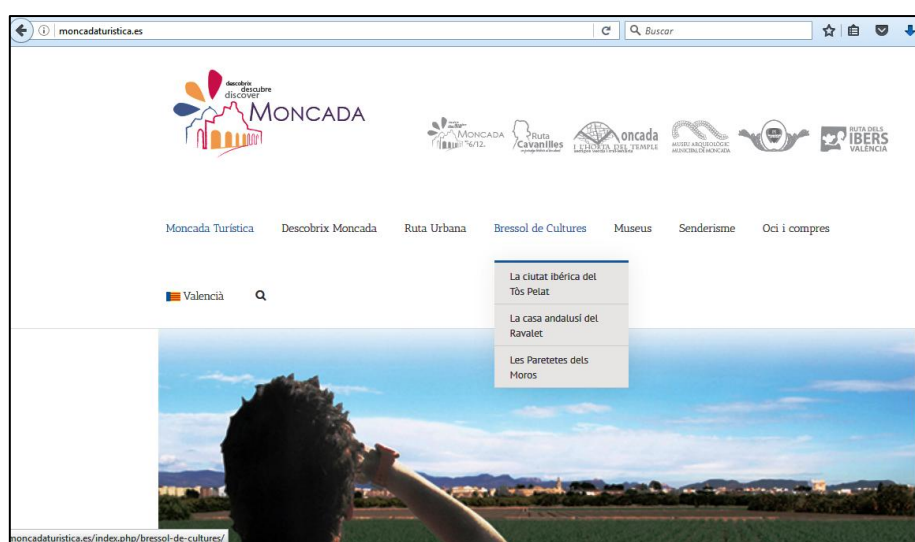 moncadaturistica.es
Buscar
descobrix
descubre
discover
MONCADA
MONCADA
Ruta
Cavanilles
oncada
L'HORTA DEL TEMPLE
MUSEU ARQUEOLÒGIC
MUNICIPAL DE MONCADA
RUTA DELS
IBERS
VALÈNCIA
Moncada Turística Descobrix Moncada Ruta Urbana Bressol de Cultures Museus Senderisme Oci i compres
Valencià
La ciutat ibérica del
Tòs Pelat
La casa andalusí del
Ravalet
Les Paretetes dels
Moros
moncadaturistica.es/index.php/bressol-de-cultures/